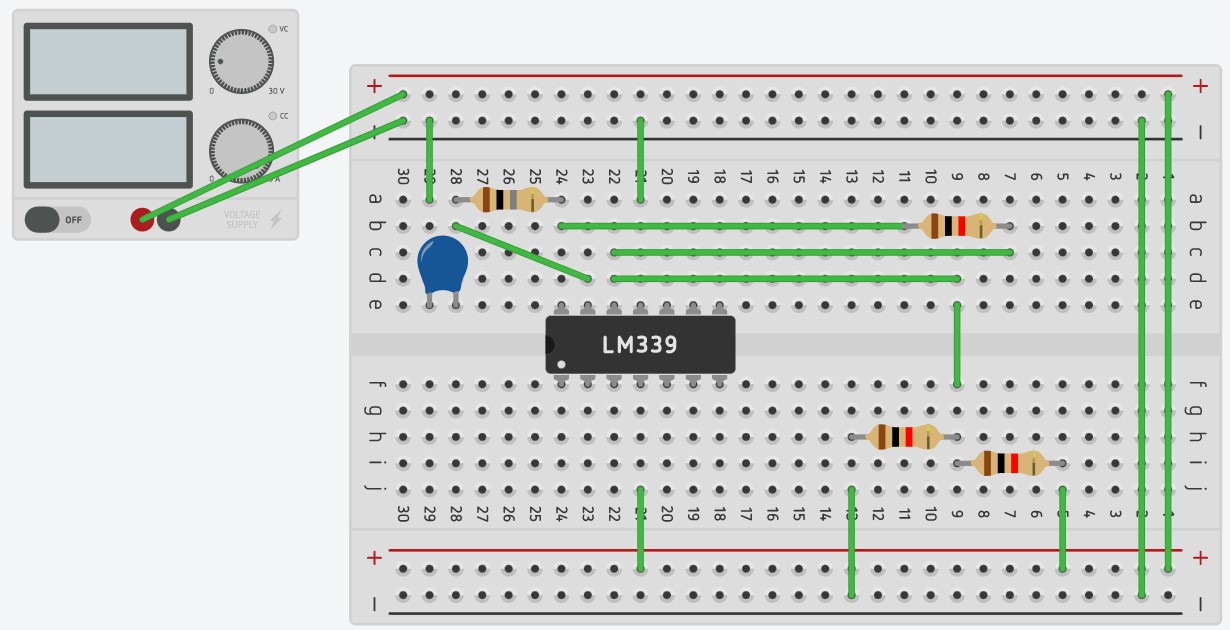 VC
0 30 V
CC
0 A
OFF
VOLTAGE
SUPPLY
+ +
– –
30 29 28 27 26 25 24 23 22 21 20 19 18 17 16 15 14 13 12 11 10 9 8 7 6 5 4 3 2 1
a a
b b
c c
d d
e e
LM339
f f
g g
h h
i i
j j
30 29 28 27 26 25 24 23 22 21 20 19 18 17 16 15 14 13 12 11 10 9 8 7 6 5 4 3 2 1
+ +
– –